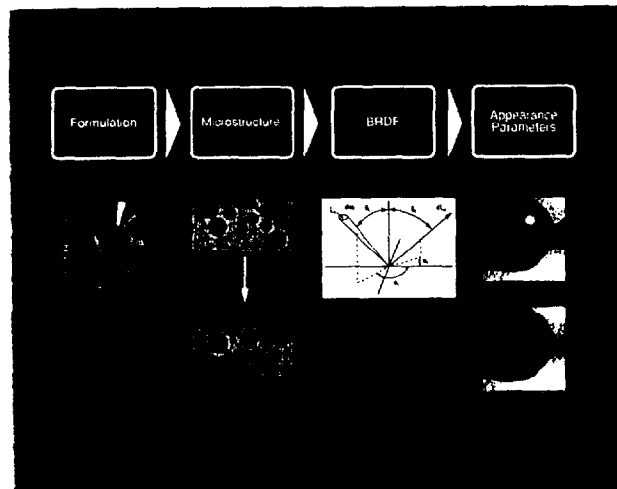 Formulation
Microstructure
BRDF
Appearance
Parameters